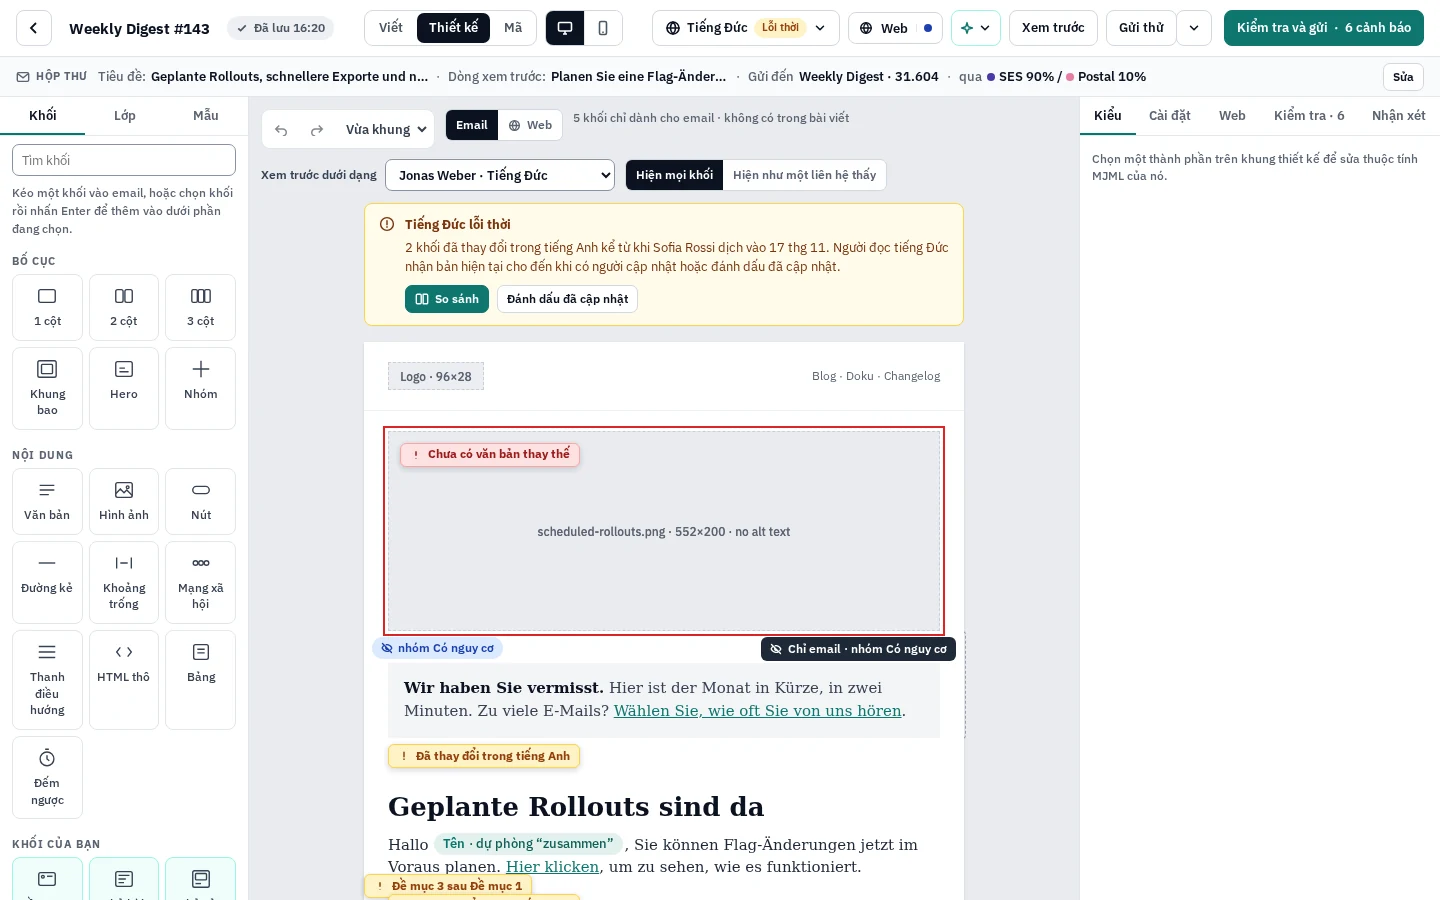 Weekly Digest #143
Đã lưu 16:20
Viết
Thiết kế
Mã
Tiếng Đức
Lỗi thời
Web
Xem trước
Gửi thử
Kiểm tra và gửi · 6 cảnh báo
HỘP THƯ
Tiêu đề: Geplante Rollouts, schnellere Exporte und n...
· Dòng xem trước: Planen Sie eine Flag-Änder...
· Gửi đến Weekly Digest · 31.604
· qua SES 90% / Postal 10%
Sửa
Khối
Lớp
Mẫu
Tìm khối
Kéo một khối vào email, hoặc chọn khối
rồi nhấn Enter để thêm vào dưới phần
đang chọn.
BỐ CỤC
1 cột
2 cột
3 cột
Khung
bao
Hero
Nhóm
NỘI DUNG
Văn bản
Hình ảnh
Nút
Đường kẻ
Khoảng
trống
Mạng xã
hội
Thanh
điều
hướng
HTML thô
Bảng
Đếm
ngược
KHỐI CỦA BẠN
Vừa khung
Email
Web
5 khối chỉ dành cho email · không có trong bài viết
Xem trước dưới dạng
Jonas Weber · Tiếng Đức
Hiện mọi khối
Hiện như một liên hệ thấy
Tiếng Đức lỗi thời
2 khối đã thay đổi trong tiếng Anh kể từ khi Sofia Rossi dịch vào 17 thg 11. Người đọc tiếng Đức
nhận bản hiện tại cho đến khi có người cập nhật hoặc đánh dấu đã cập nhật.
So sánh
Đánh dấu đã cập nhật
Logo · 96×28
Blog · Doku · Changelog
! Chưa có văn bản thay thế
scheduled-rollouts.png · 552×200 · no alt text
nhóm Có nguy cơ
Chỉ email · nhóm Có nguy cơ
Wir haben Sie vermisst. Hier ist der Monat in Kürze, in zwei
Minuten. Zu viele E-Mails? Wählen Sie, wie oft Sie von uns hören.
! Đã thay đổi trong tiếng Anh
Geplante Rollouts sind da
Hallo Tên · dự phòng “zusammen” , Sie können Flag-Änderungen jetzt im
Voraus planen. Hier klicken, um zu sehen, wie es funktioniert.
! Đề mục 3 sau Đề mục 1
Kiểu
Cài đặt
Web
Kiểm tra · 6
Nhận xét
Chọn một thành phần trên khung thiết kế để sửa thuộc tính
MJML của nó.